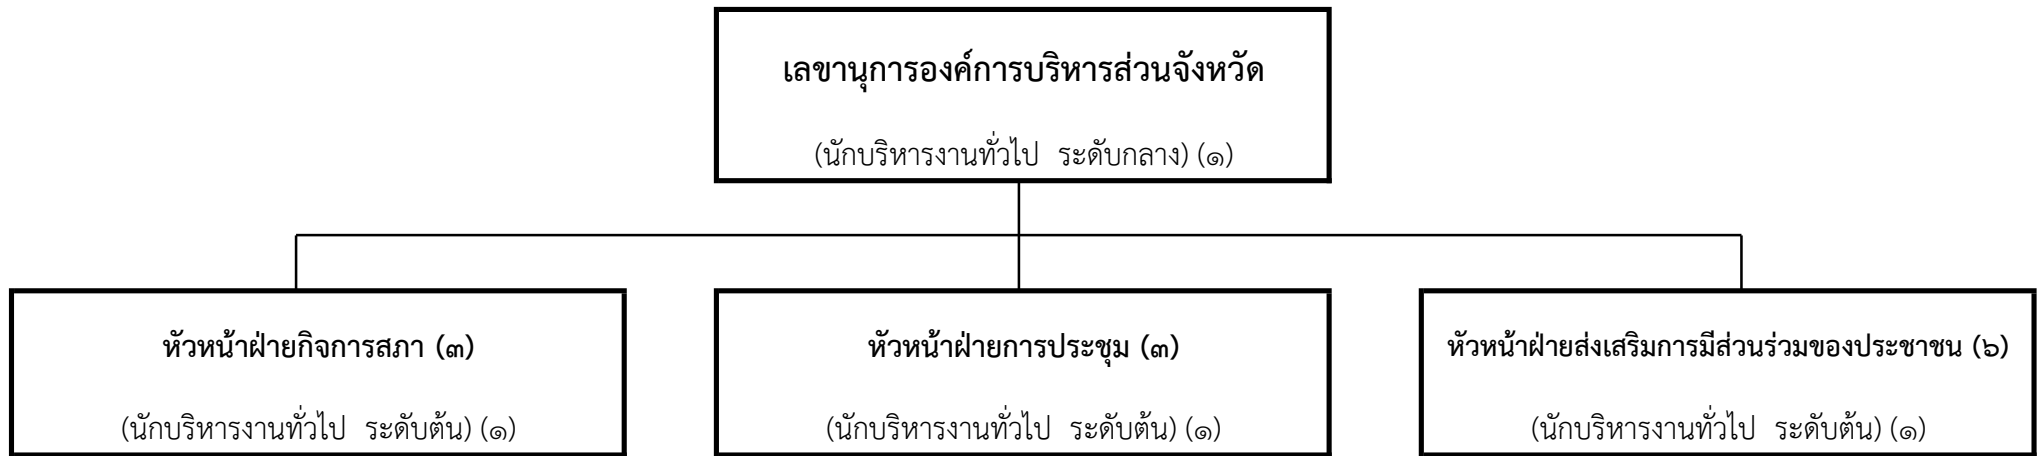 เลขานุการองค์การบริหารส่วนจังหวัด
(นักบริหารงานทั่วไป ระดับกลาง) (๑)
หัวหน้าฝ่ายกิจการสภา (๓)
(นักบริหารงานทั่วไป ระดับต้น) (๑)
หัวหน้าฝ่ายการประชุม (๓)
(นักบริหารงานทั่วไป ระดับต้น) (๑)
หัวหน้าฝ่ายส่งเสริมการมีส่วนร่วมของประชาชน (๖)
(นักบริหารงานทั่วไป ระดับต้น) (๑)